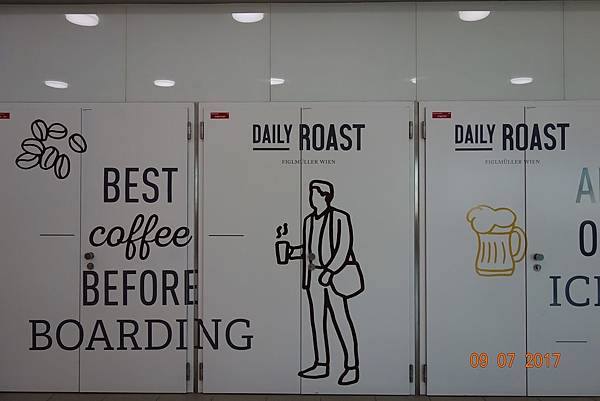 BEST
coffee
BEFORE
BOARDING
DAILY ROAST
FIGLMÜLLER WIEN
DAILY ROAST
FIGLMÜLLER WIEN
09 07 2017